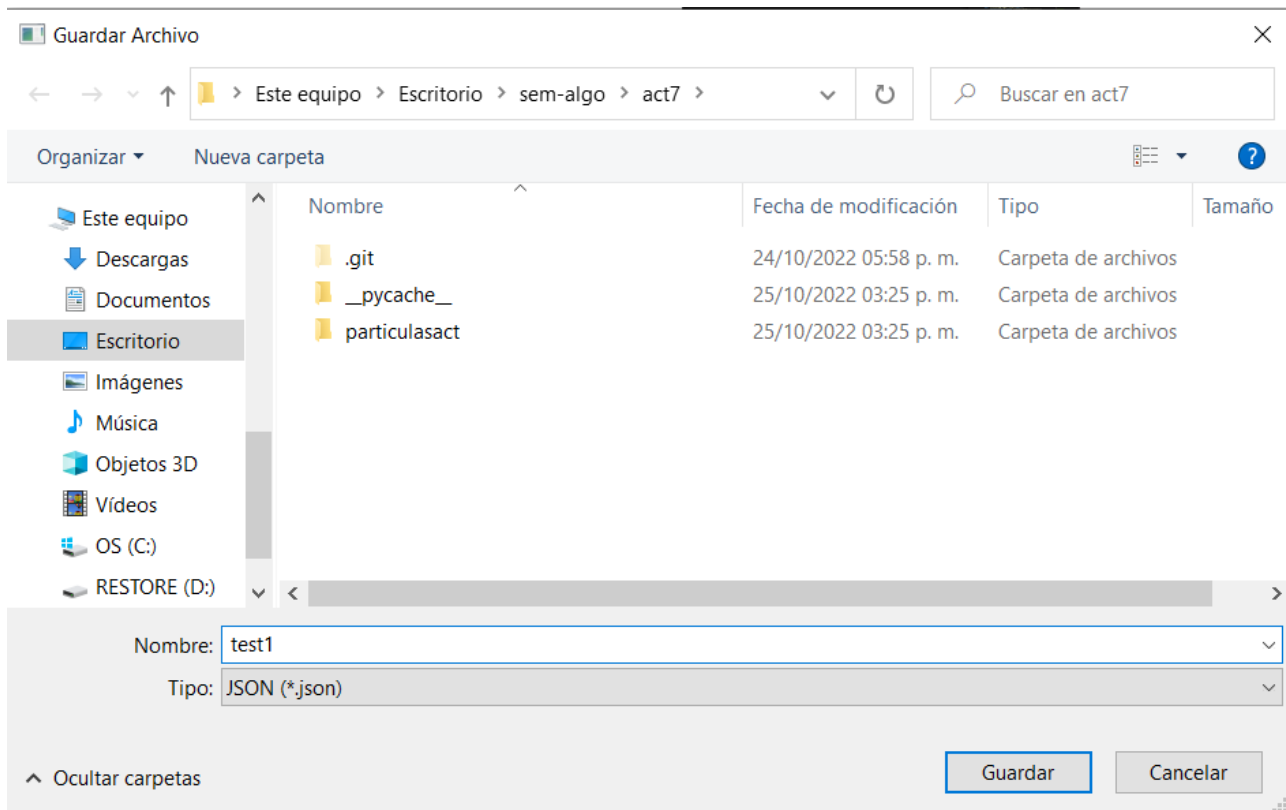 Guardar Archivo
Este equipo > Escritorio > sem-algo > act7 >
Buscar en act7
Organizar
Nueva carpeta
?
Nombre
Fecha de modificación
Tipo
Tamaño
Este equipo
Descargas
Documentos
Escritorio
Imágenes
Música
Objetos 3D
Vídeos
OS (C:)
RESTORE (D:)
.git 24/10/2022 05:58 p. m. Carpeta de archivos
__pycache__ 25/10/2022 03:25 p. m. Carpeta de archivos
particulasact 25/10/2022 03:25 p. m. Carpeta de archivos
Nombre: test1
Tipo: JSON (*.json)
Ocultar carpetas
Guardar
Cancelar